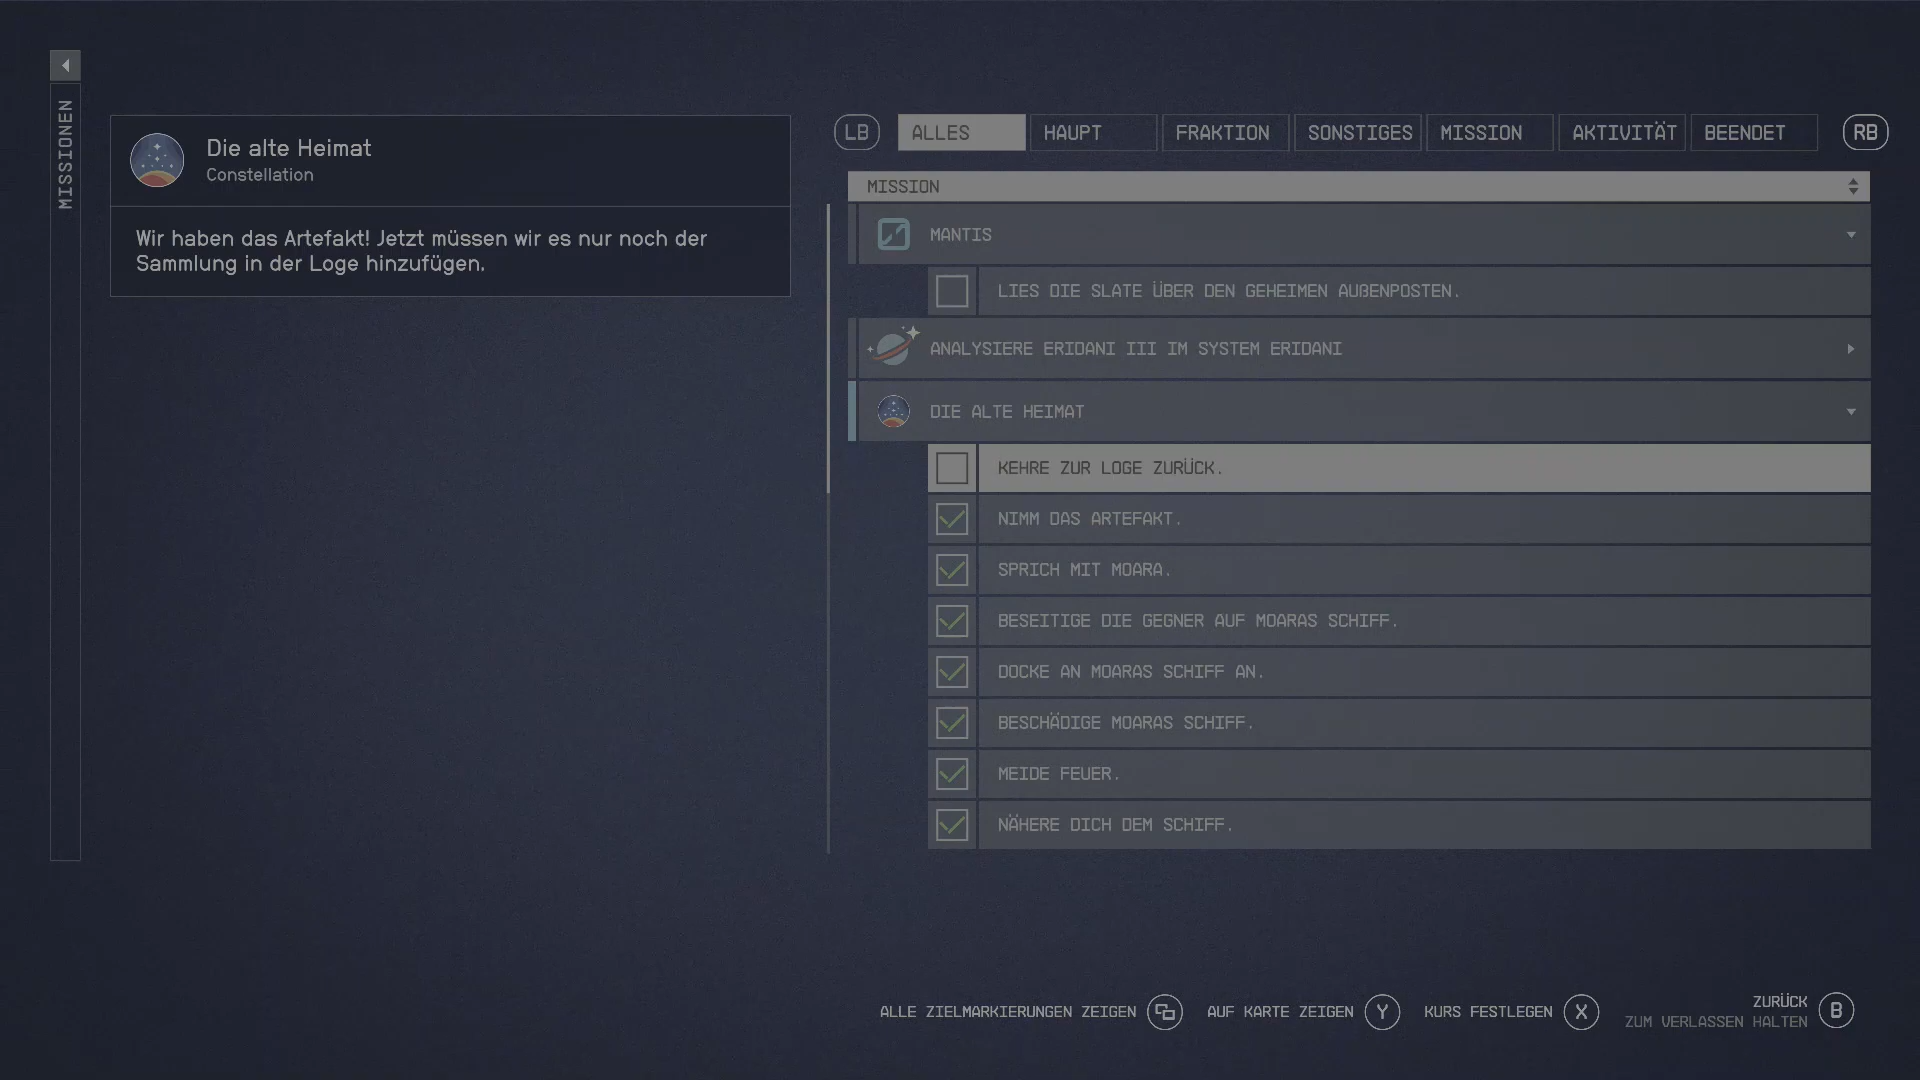 MISSIONEN
Die alte Heimat
Constellation
Wir haben das Artefakt! Jetzt müssen wir es nur noch der
Sammlung in der Loge hinzufügen.
LB
ALLES
HAUPT
FRAKTION
SONSTIGES
MISSION
AKTIVITÄT
BEENDET
RB
MISSION
MANTIS
LIES DIE SLATE ÜBER DEN GEHEIMEN AUßENPOSTEN.
ANALYSIERE ERIDANI III IM SYSTEM ERIDANI
DIE ALTE HEIMAT
KEHRE ZUR LOGE ZURÜCK.
NIMM DAS ARTEFAKT.
SPRICH MIT MOARA.
BESEITIGE DIE GEGNER AUF MOARAS SCHIFF.
DOCKE AN MOARAS SCHIFF AN.
BESCHÄDIGE MOARAS SCHIFF.
MEIDE FEUER.
NÄHERE DICH DEM SCHIFF.
ALLE ZIELMARKIERUNGEN ZEIGEN
AUF KARTE ZEIGEN Y
KURS FESTLEGEN X
ZURÜCK
ZUM VERLASSEN HALTEN
B